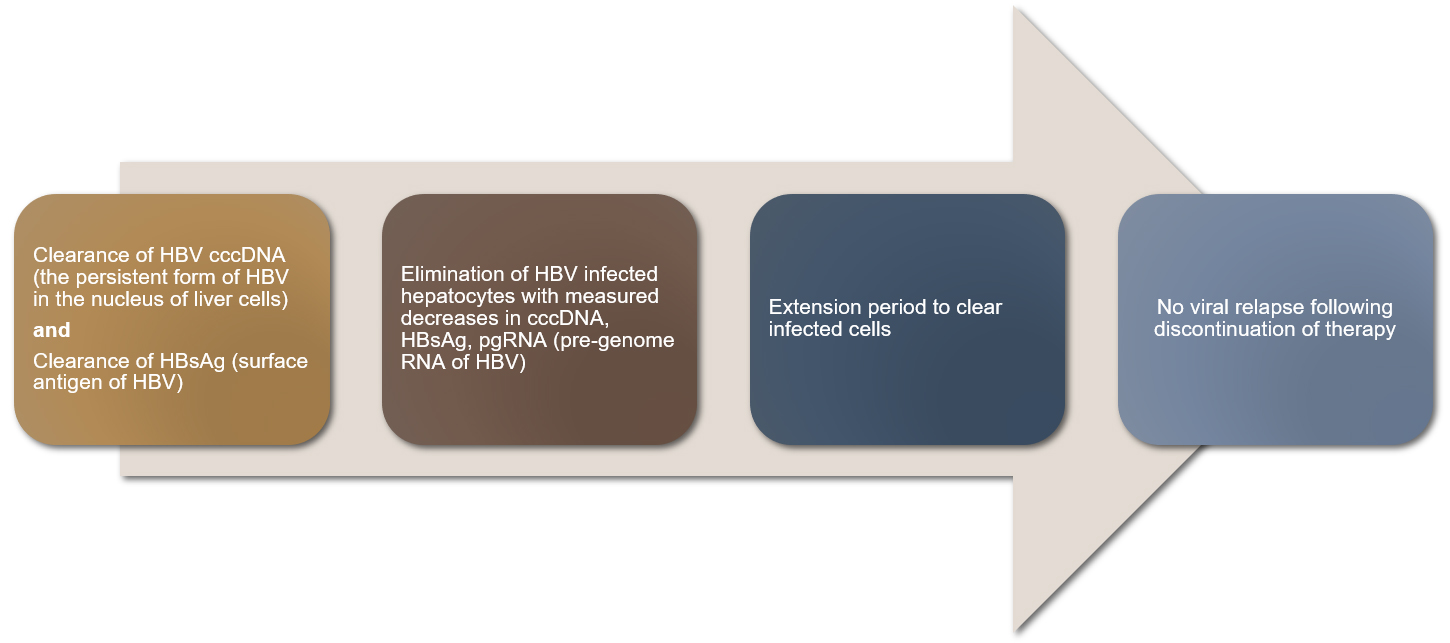 Clearance of HBV cccDNA
(the persistent form of HBV
in the nucleus of liver cells)
and
Clearance of HBsAg (surface
antigen of HBV)
Elimination of HBV infected
hepatocytes with measured
decreases in cccDNA,
HBsAg, pgRNA (pre-genome
RNA of HBV)
Extension period to clear
infected cells
No viral relapse following
discontinuation of therapy